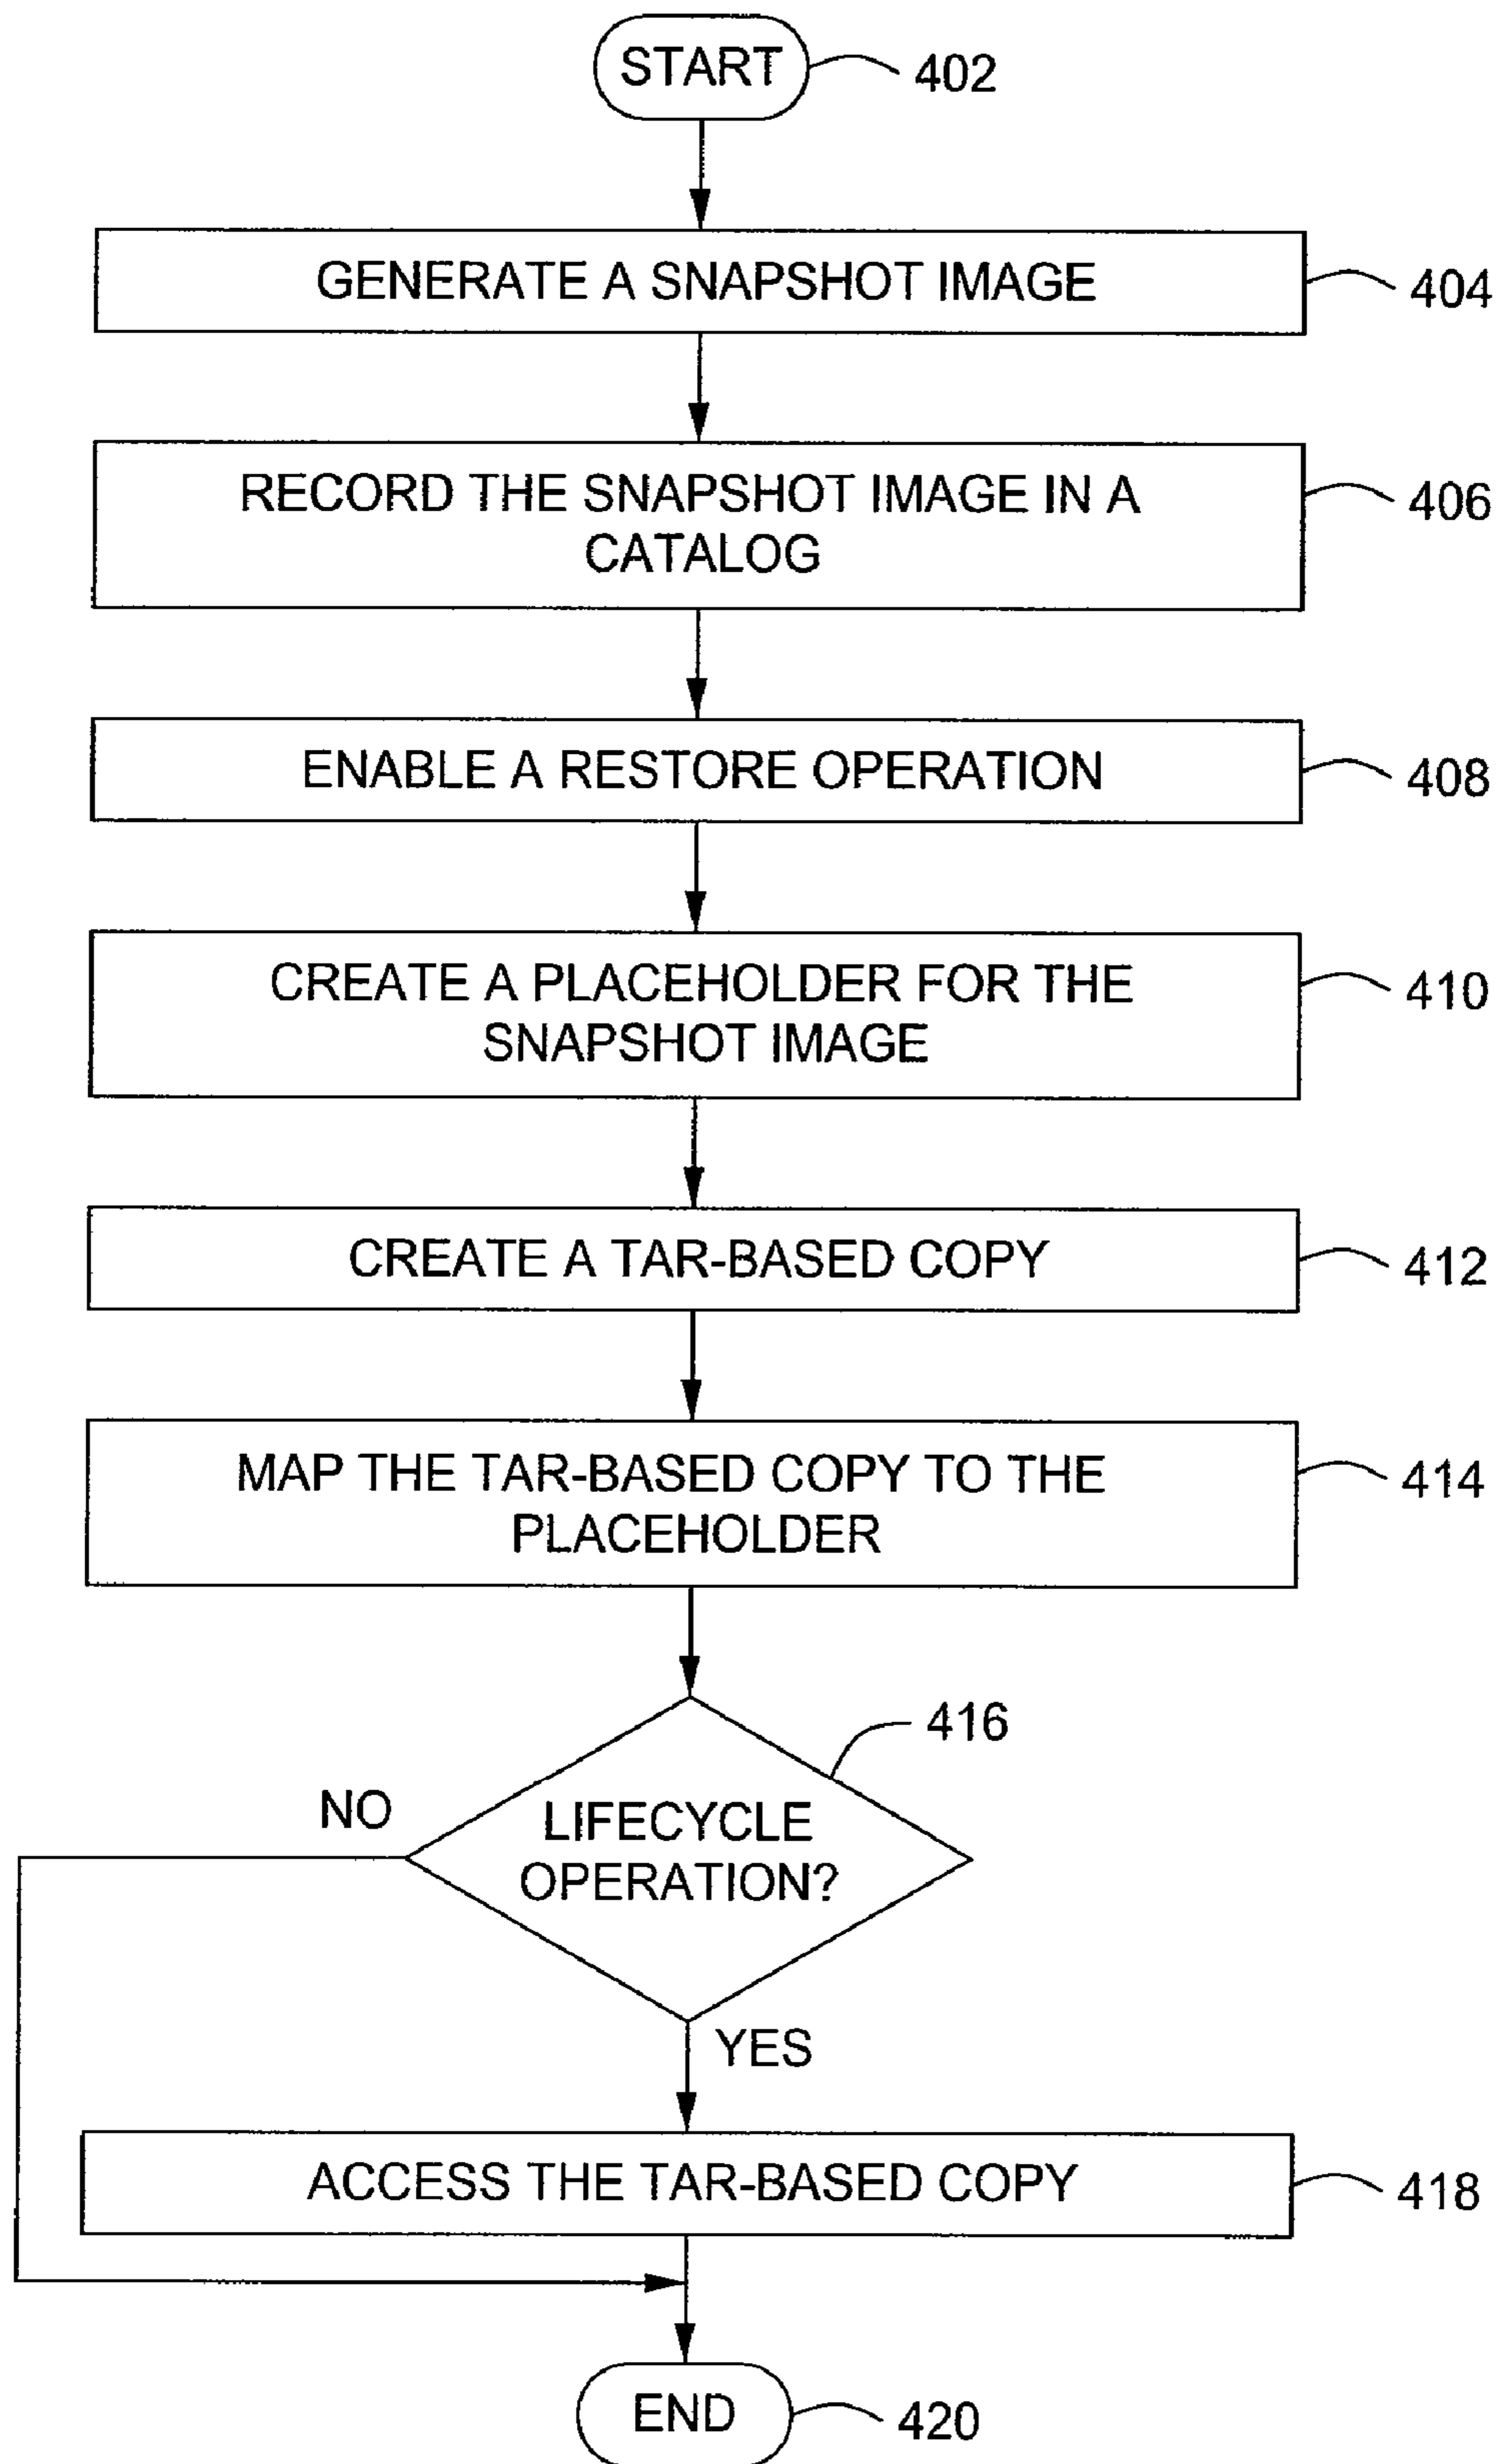 START
402
GENERATE A SNAPSHOT IMAGE
404
RECORD THE SNAPSHOT IMAGE IN A
CATALOG
406
ENABLE A RESTORE OPERATION
408
CREATE A PLACEHOLDER FOR THE
SNAPSHOT IMAGE
410
CREATE A TAR-BASED COPY
412
MAP THE TAR-BASED COPY TO THE
PLACEHOLDER
414
416
NO
LIFECYCLE
OPERATION?
YES
ACCESS THE TAR-BASED COPY
418
END
420